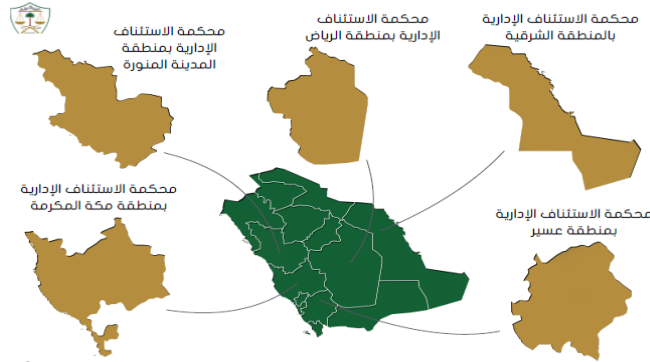 محكمة الاستئناف الإدارية
بالمنطقة الشرقية
محكمة الاستئناف
الإدارية بمنطقة الرياض
محكمة الاستئناف
الإدارية بمنطقة
المدينة المنورة
محكمة الاستئناف الإدارية
بمنطقة مكة المكرمة
محكمة الاستئناف الإدارية
بمنطقة عسير